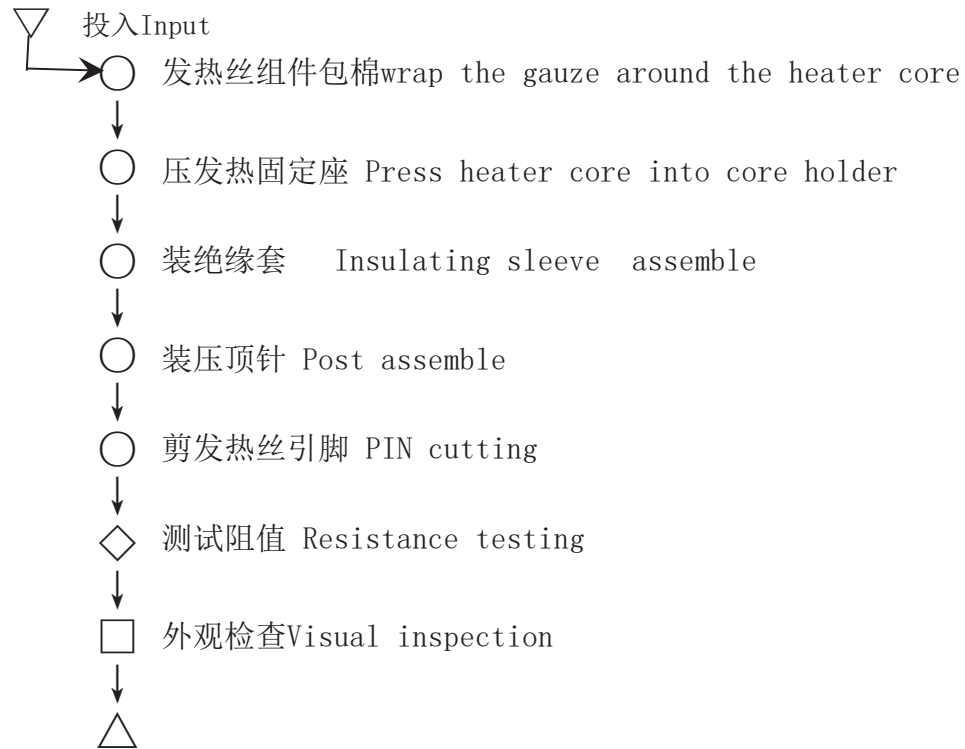 投入Input
发热丝组件包棉wrap the gauze around the heater core
压发热固定座 Press heater core into core holder
装绝缘套 Insulating sleeve assemble
装压顶针 Post assemble
剪发热丝引脚 PIN cutting
测试阻值 Resistance testing
外观检查Visual inspection